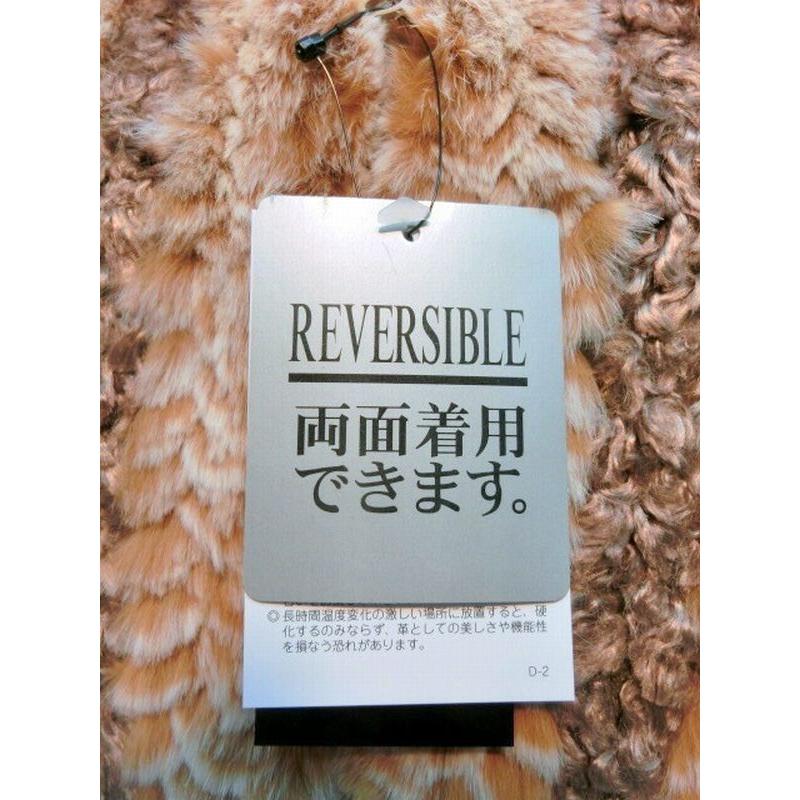 REVERSIBLE
両面着用
できます。
◎長時間温度変化の激しい場所に放置すると、硬
化するのみならず、革としての美しさや機能性
を損なう恐れがあります。
D-2